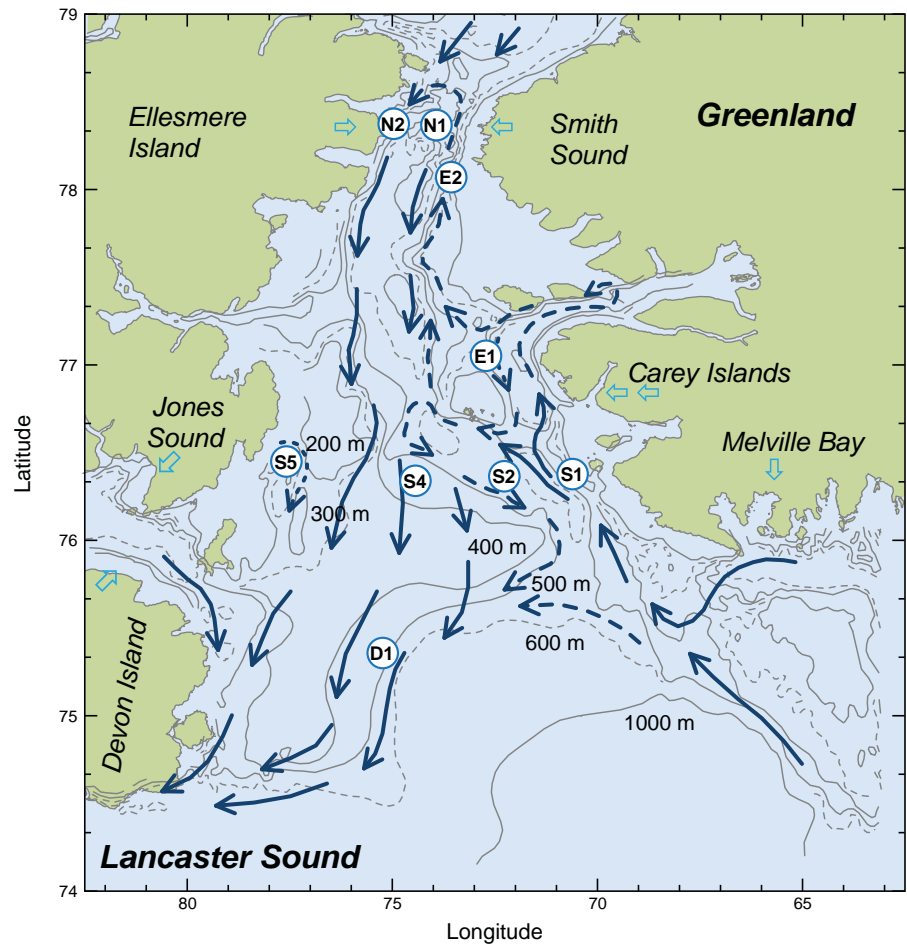 79
Ellesmere
Island
N2
N1
Smith
Sound
Greenland
E2
78
77
E1
Carey Islands
Jones
Sound
Melville Bay
200 m
S5
S4
S2
S1
300 m
76
400 m
500 m
600 m
Devon Island
D1
75
1000 m
Lancaster Sound
74
80
75
70
65
Latitude
Longitude